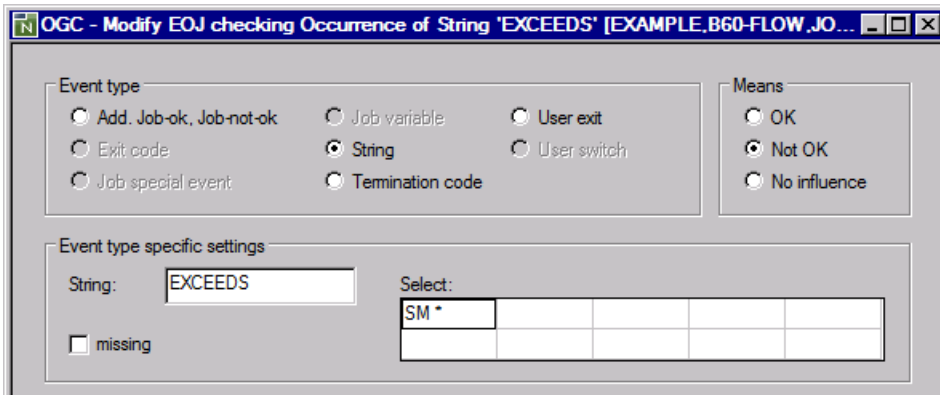 OGC - Modify EOJ checking Occurrence of String 'EXCEEDS' [EXAMPLE,B60-FLOW,JO...
Event type
Means
Add. Job-ok, Job-not-ok
Job variable
User exit
OK
Exit code
String
User switch
Not OK
Job special event
Termination code
No influence
Event type specific settings
String:
EXCEEDS
Select:
SM *
missing